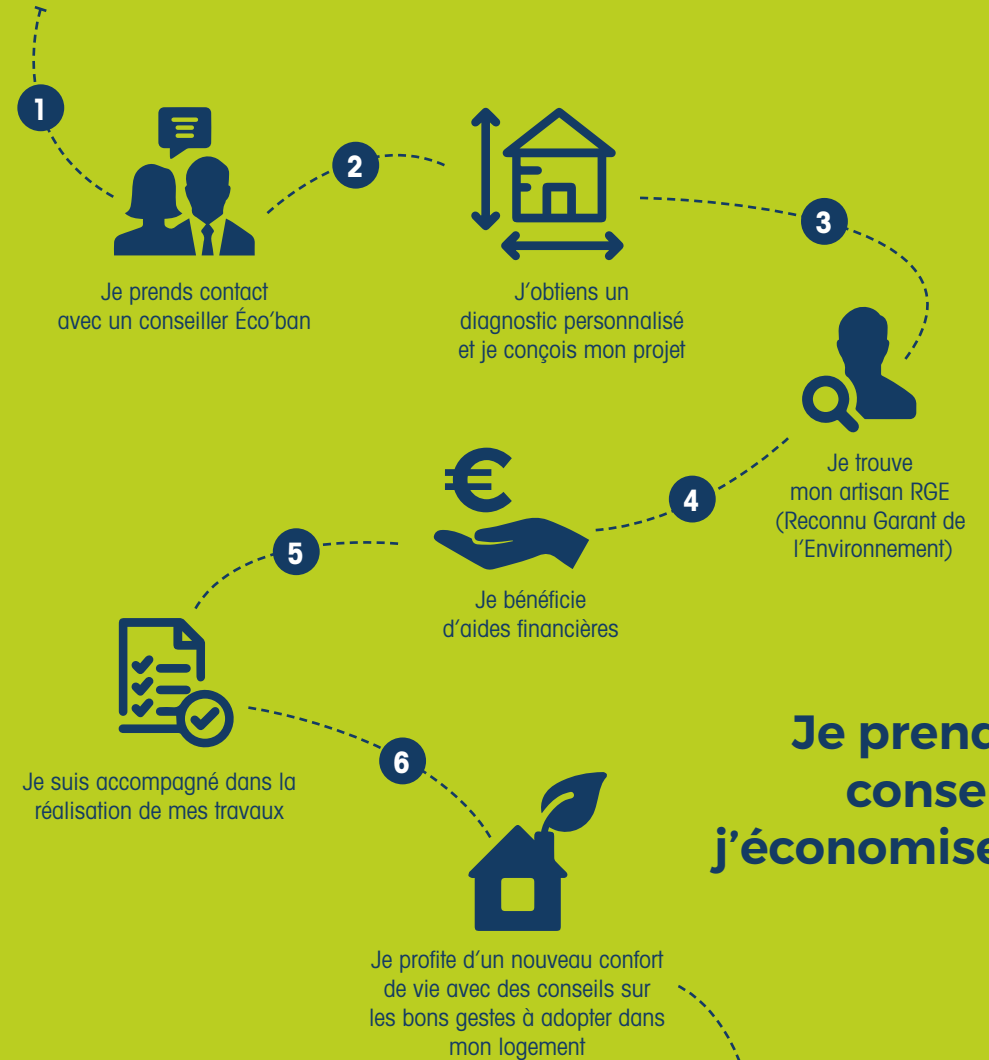 1
Je prends contact
avec un conseiller Éco’ban
2
J’obtiens un
diagnostic personnalisé
et je conçois mon projet
3
Je trouve
mon artisan RGE
(Reconnu Garant de
l’Environnement)
4
Je bénéficie
d’aides financières
5
Je suis accompagné dans la
réalisation de mes travaux
6
Je profite d’un nouveau confort
de vie avec des conseils sur
les bons gestes à adopter dans
mon logement
Je
j’économise